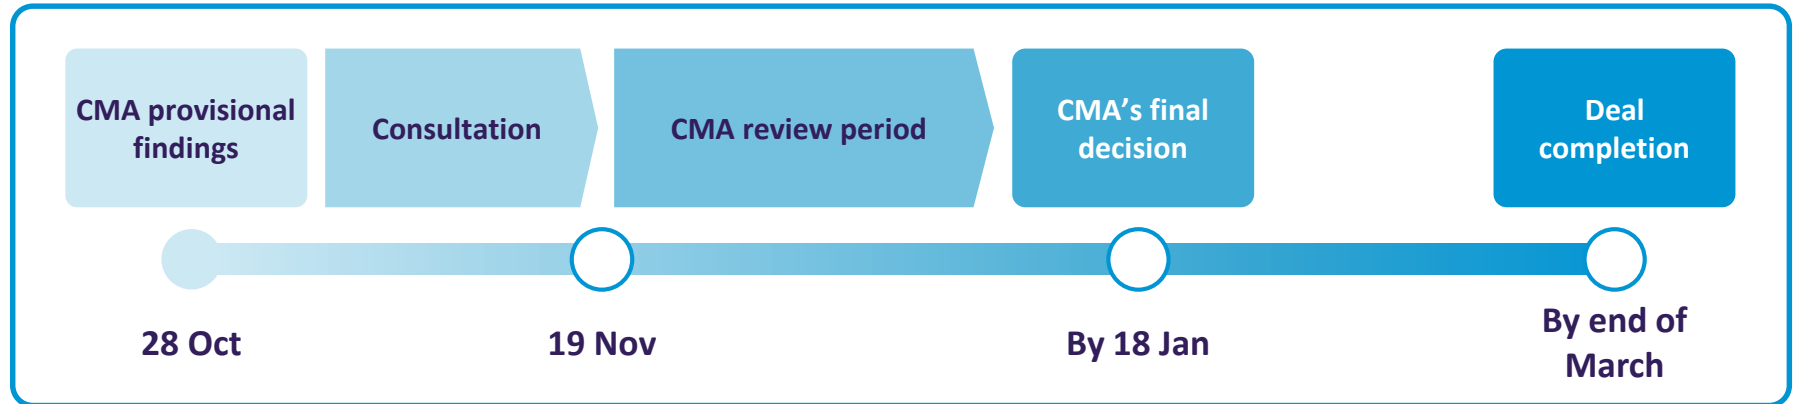 CMA provisional
findings
Consultation
CMA review period
CMA’s final
decision
Deal
completion
28 Oct
19 Nov
By 18 Jan
By end of
March